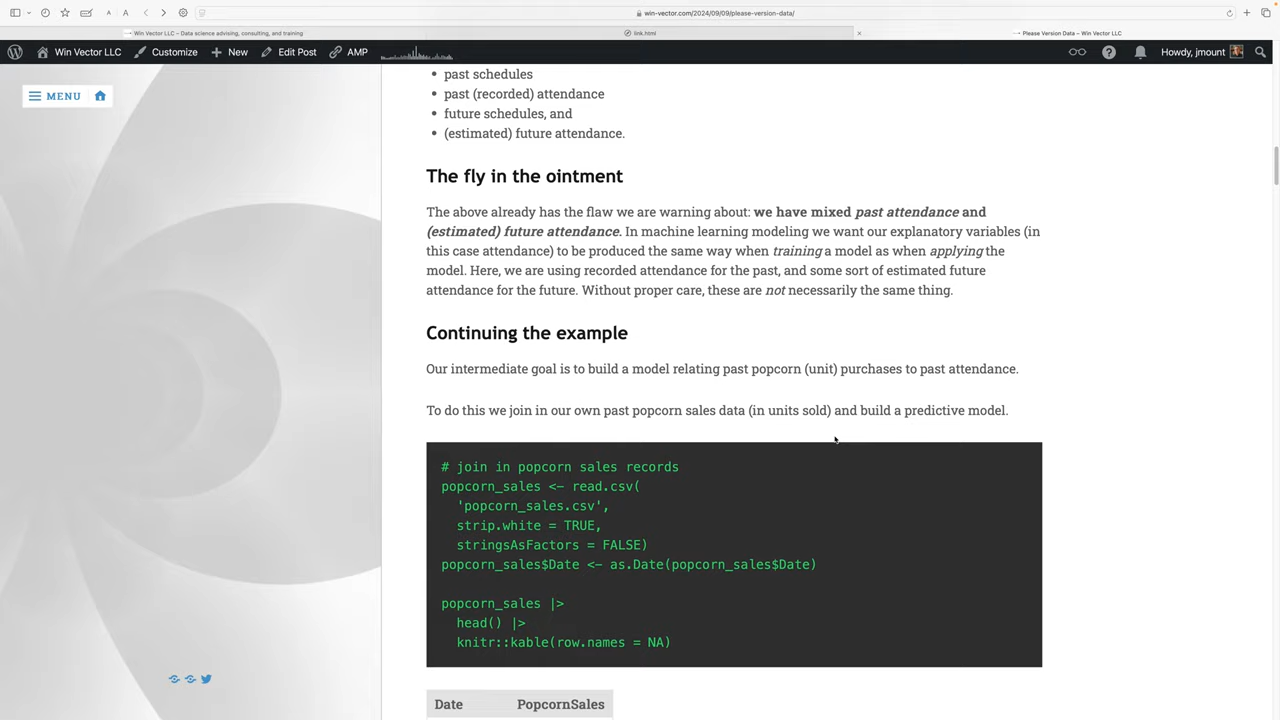 win-vector.com/2024/09/09/please-version-data/
Win Vector LLC – Data science advising, consulting, and training
link.html
Please Version Data – Win Vector LLC
Win Vector LLC
Customize
New
Edit Post
AMP
Howdy, jmount
MENU
• past schedules
• past (recorded) attendance
• future schedules, and
• (estimated) future attendance.
The fly in the ointment
The above already has the flaw we are warning about: we have mixed past attendance and
(estimated) future attendance. In machine learning modeling we want our explanatory variables (in
this case attendance) to be produced the same way when training a model as when applying the
model. Here, we are using recorded attendance for the past, and some sort of estimated future
attendance for the future. Without proper care, these are not necessarily the same thing.
Continuing the example
Our intermediate goal is to build a model relating past popcorn (unit) purchases to past attendance.
To do this we join in our own past popcorn sales data (in units sold) and build a predictive model.
# join in popcorn sales records
popcorn_sales <- read.csv(
  'popcorn_sales.csv',
  strip.white = TRUE,
  stringsAsFactors = FALSE)
popcorn_sales$Date <- as.Date(popcorn_sales$Date)
popcorn_sales |>
  head() |>
  knitr::kable(row.names = NA)
Date PopcornSales